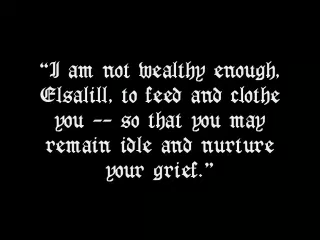 “I am not wealthy enough,
Elsalill, to feed and clothe
you -- so that you may
remain idle and nurture
your grief.”